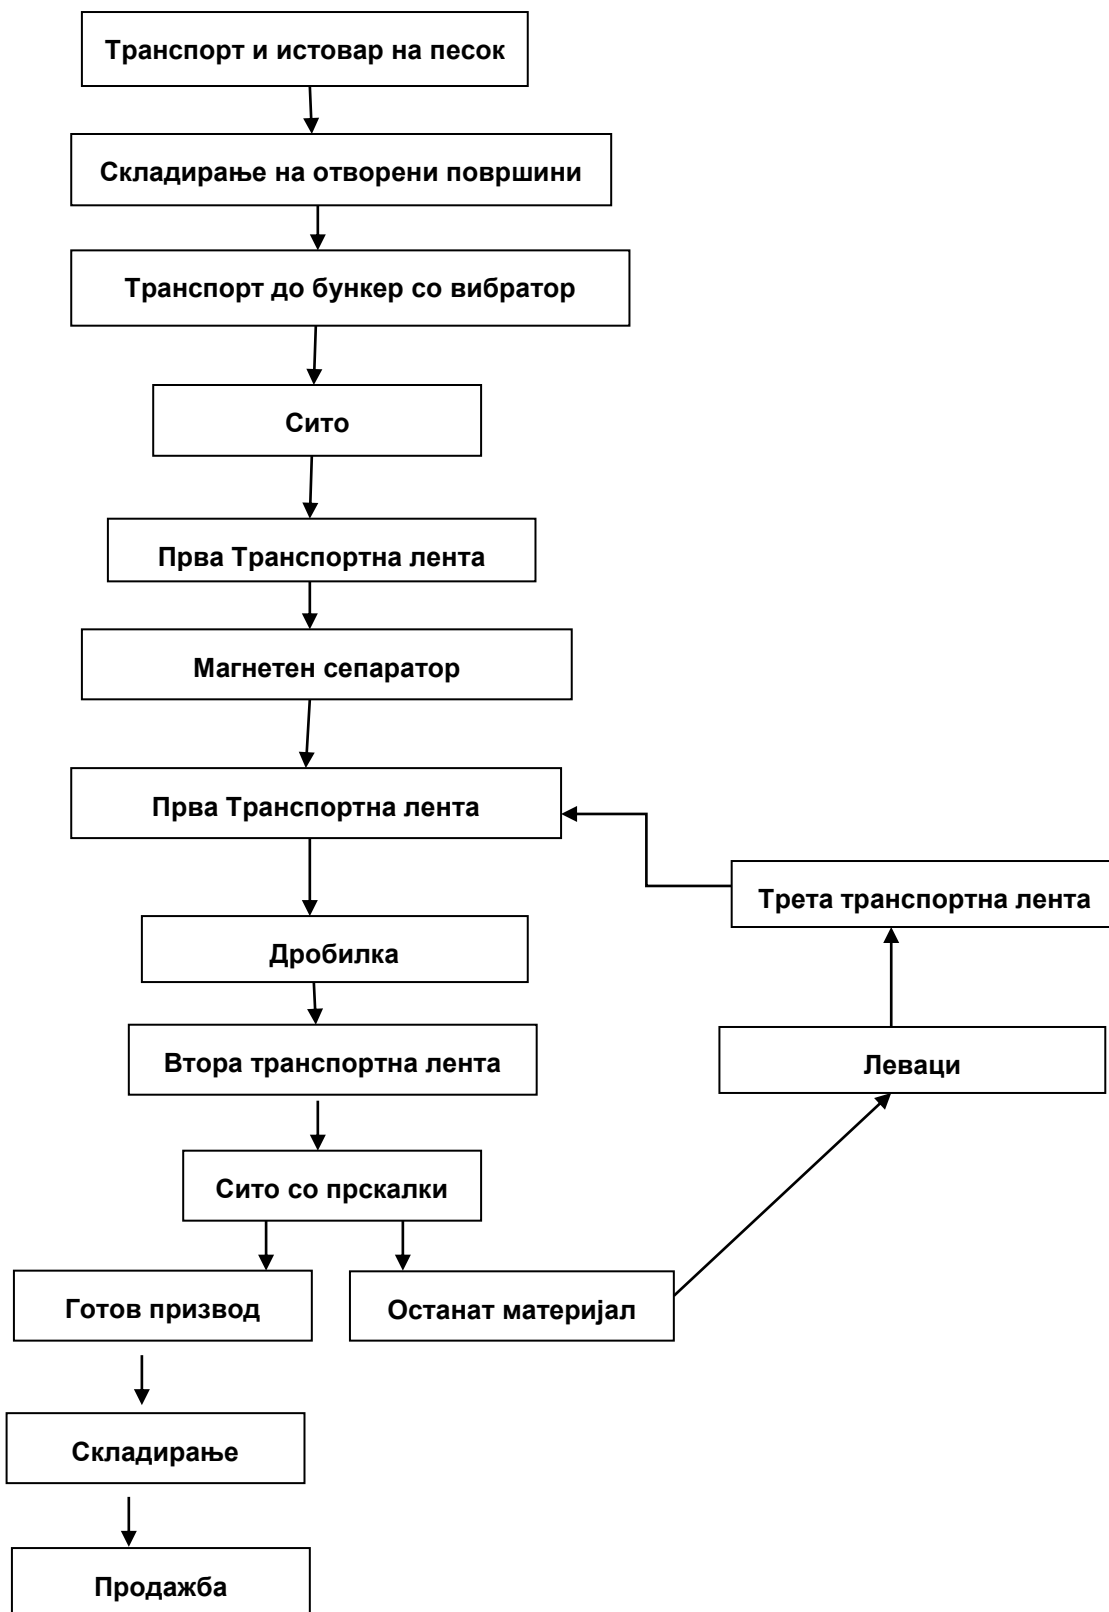 Транспорт и истовар на песок
Складирање на отворени површини
Транспорт до бункер со вибратор
Сито
Прва Транспортна лента
Магнетен сепаратор
Прва Транспортна лента
Трета транспортна лента
Дробилка
Втора транспортна лента
Леваци
Сито со прскалки
Готов призвод
Останат материјал
Складирање
Продажба